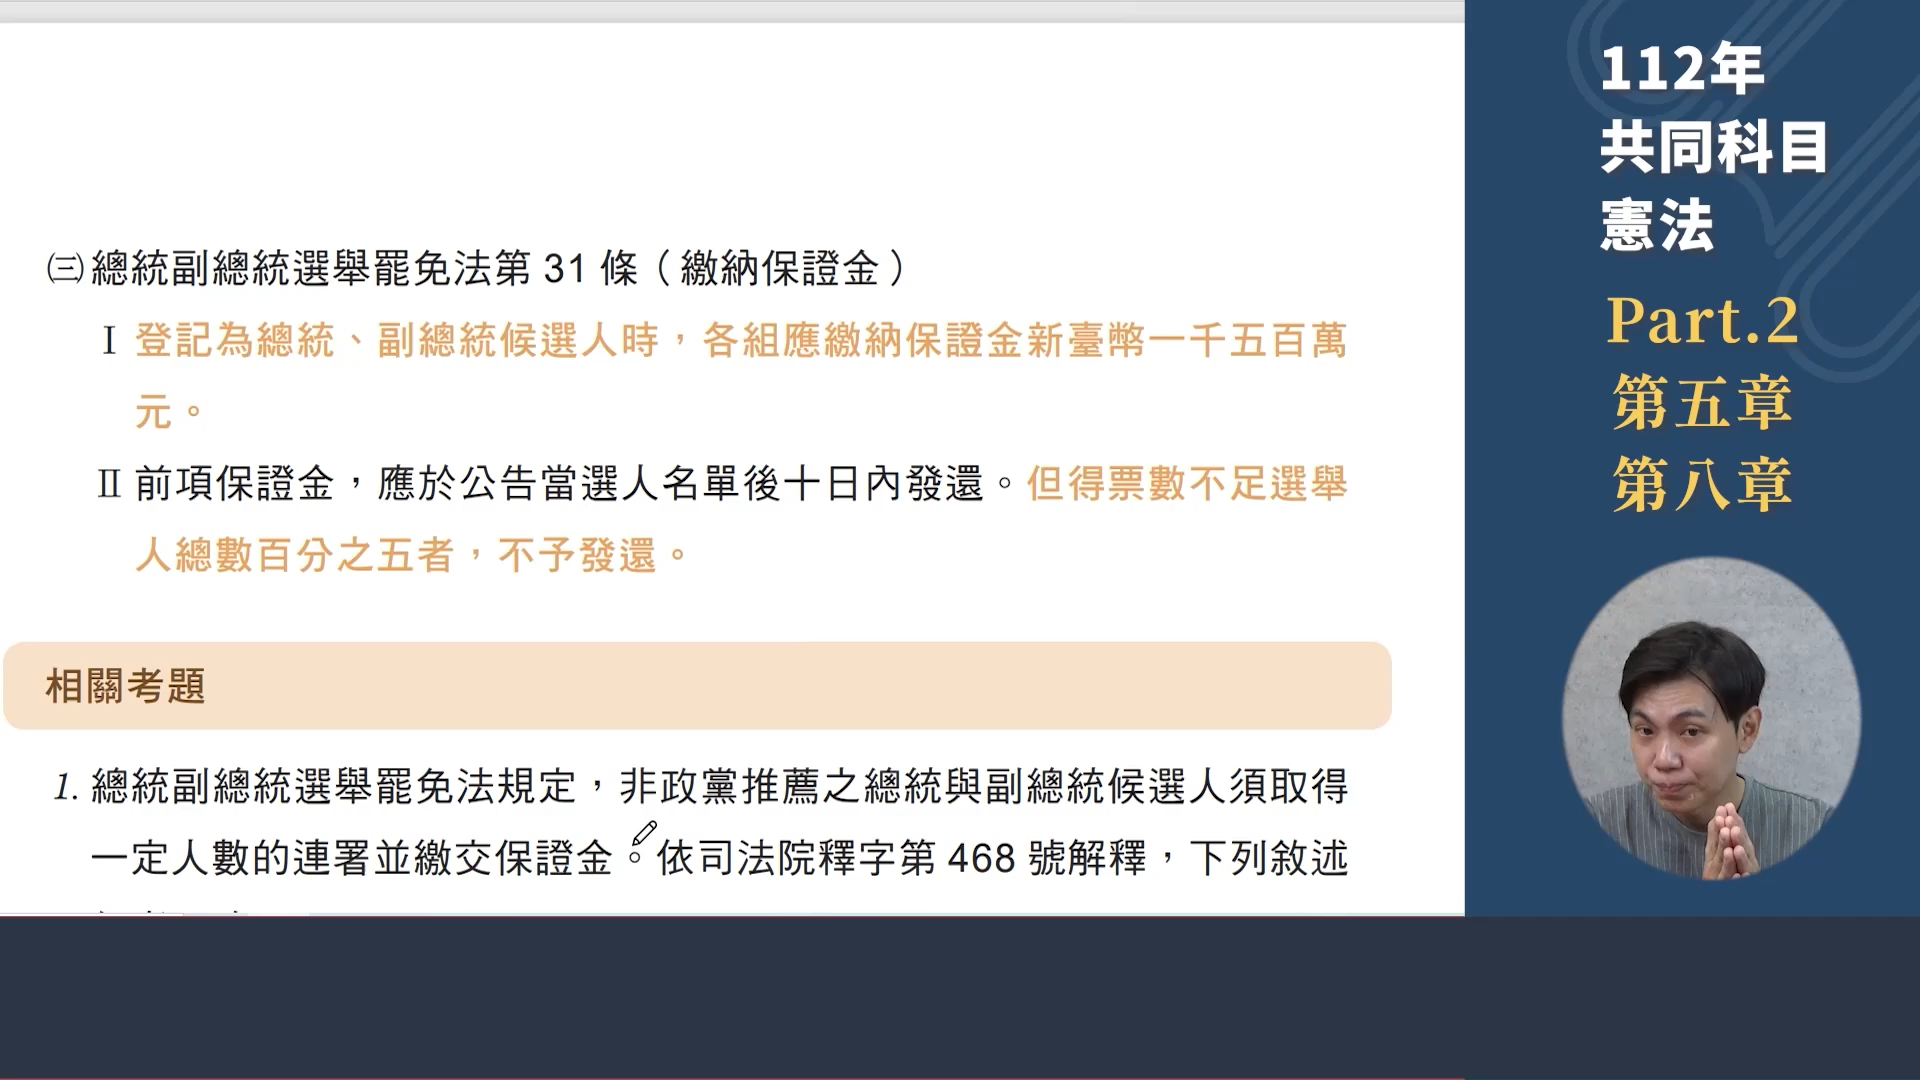 ㈢總統副總統選舉罷免法第 31 條（繳納保證金）
Ⅰ 登記為總統、副總統候選人時，各組應繳納保證金新臺幣一千五百萬
元。
Ⅱ 前項保證金，應於公告當選人名單後十日內發還。但得票數不足選舉
人總數百分之五者，不予發還。
相關考題
1. 總統副總統選舉罷免法規定，非政黨推薦之總統與副總統候選人須取得
一定人數的連署並繳交保證金。依司法院釋字第 468 號解釋，下列敘述
112年
共同科目
憲法
Part.2
第五章
第八章